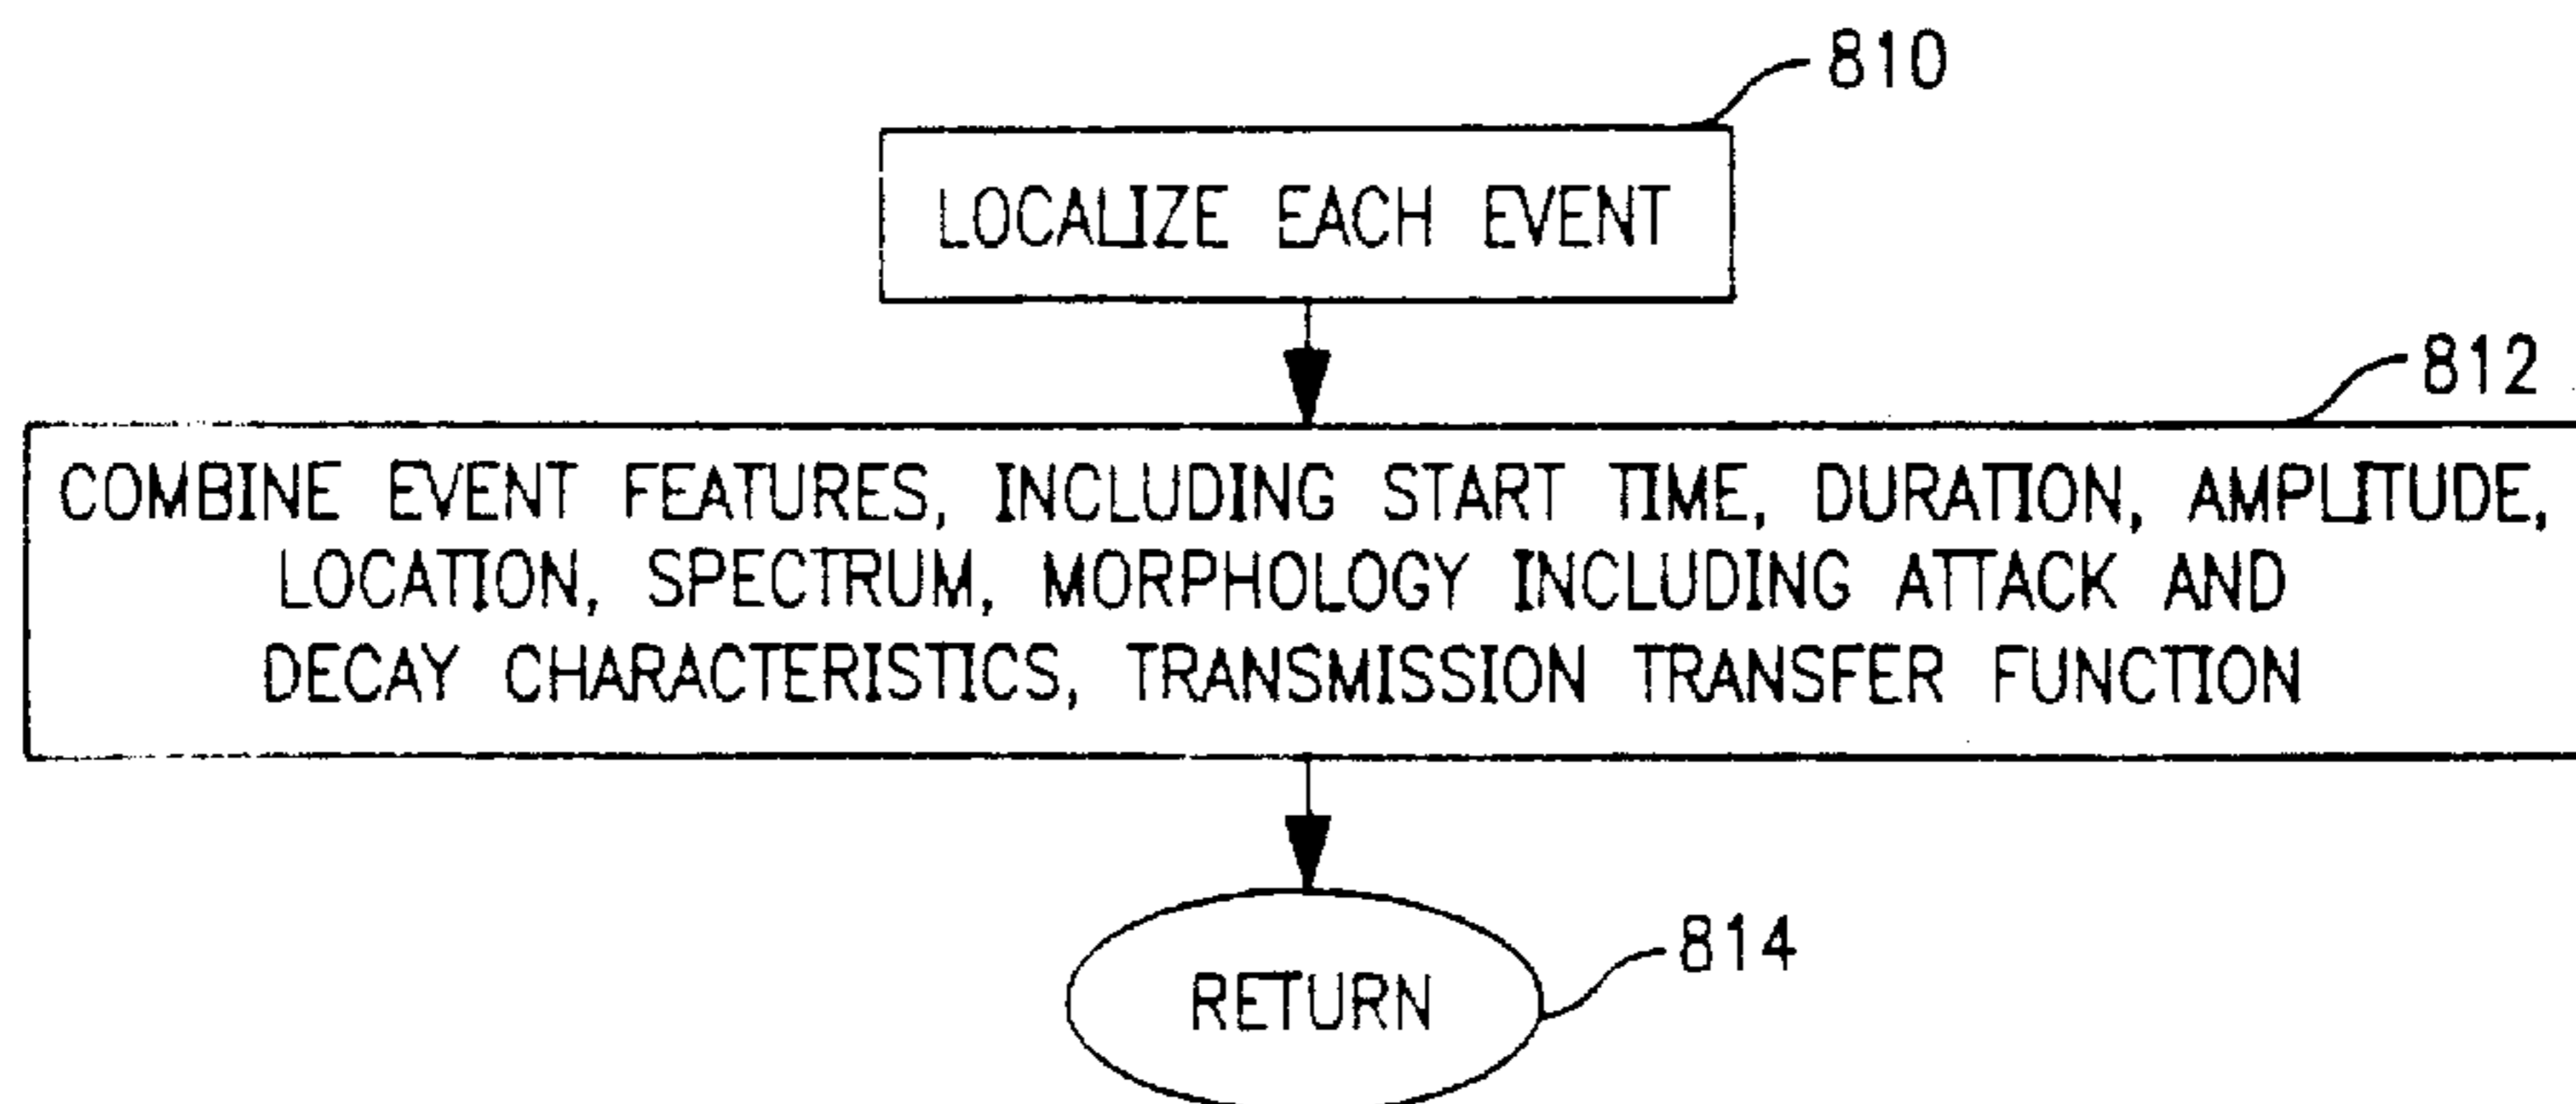 810
LOCALIZE EACH EVENT
812
COMBINE EVENT FEATURES, INCLUDING START TIME, DURATION, AMPLITUDE,
LOCATION, SPECTRUM, MORPHOLOGY INCLUDING ATTACK AND
DECAY CHARACTERISTICS, TRANSMISSION TRANSFER FUNCTION
814
RETURN